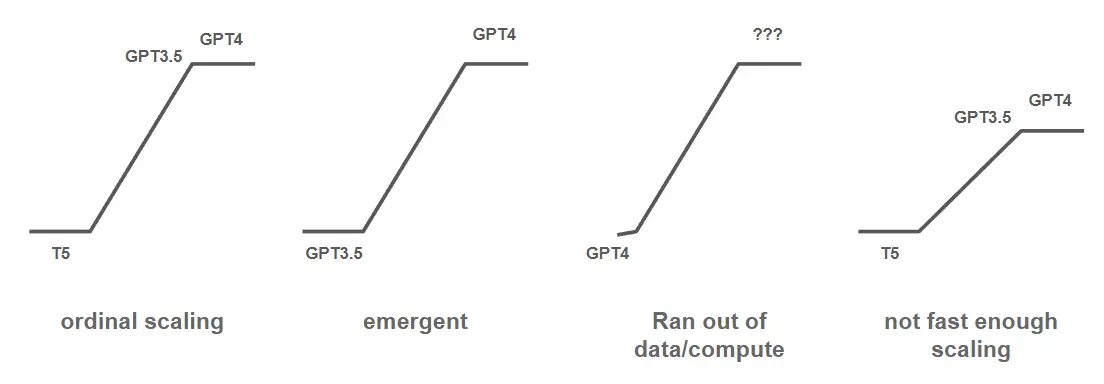 GPT3.5 GPT4
T5
ordinal scaling
GPT4
GPT3.5
emergent
???
GPT4
Ran out of
data/compute
GPT3.5 GPT4
T5
not fast enough
scaling